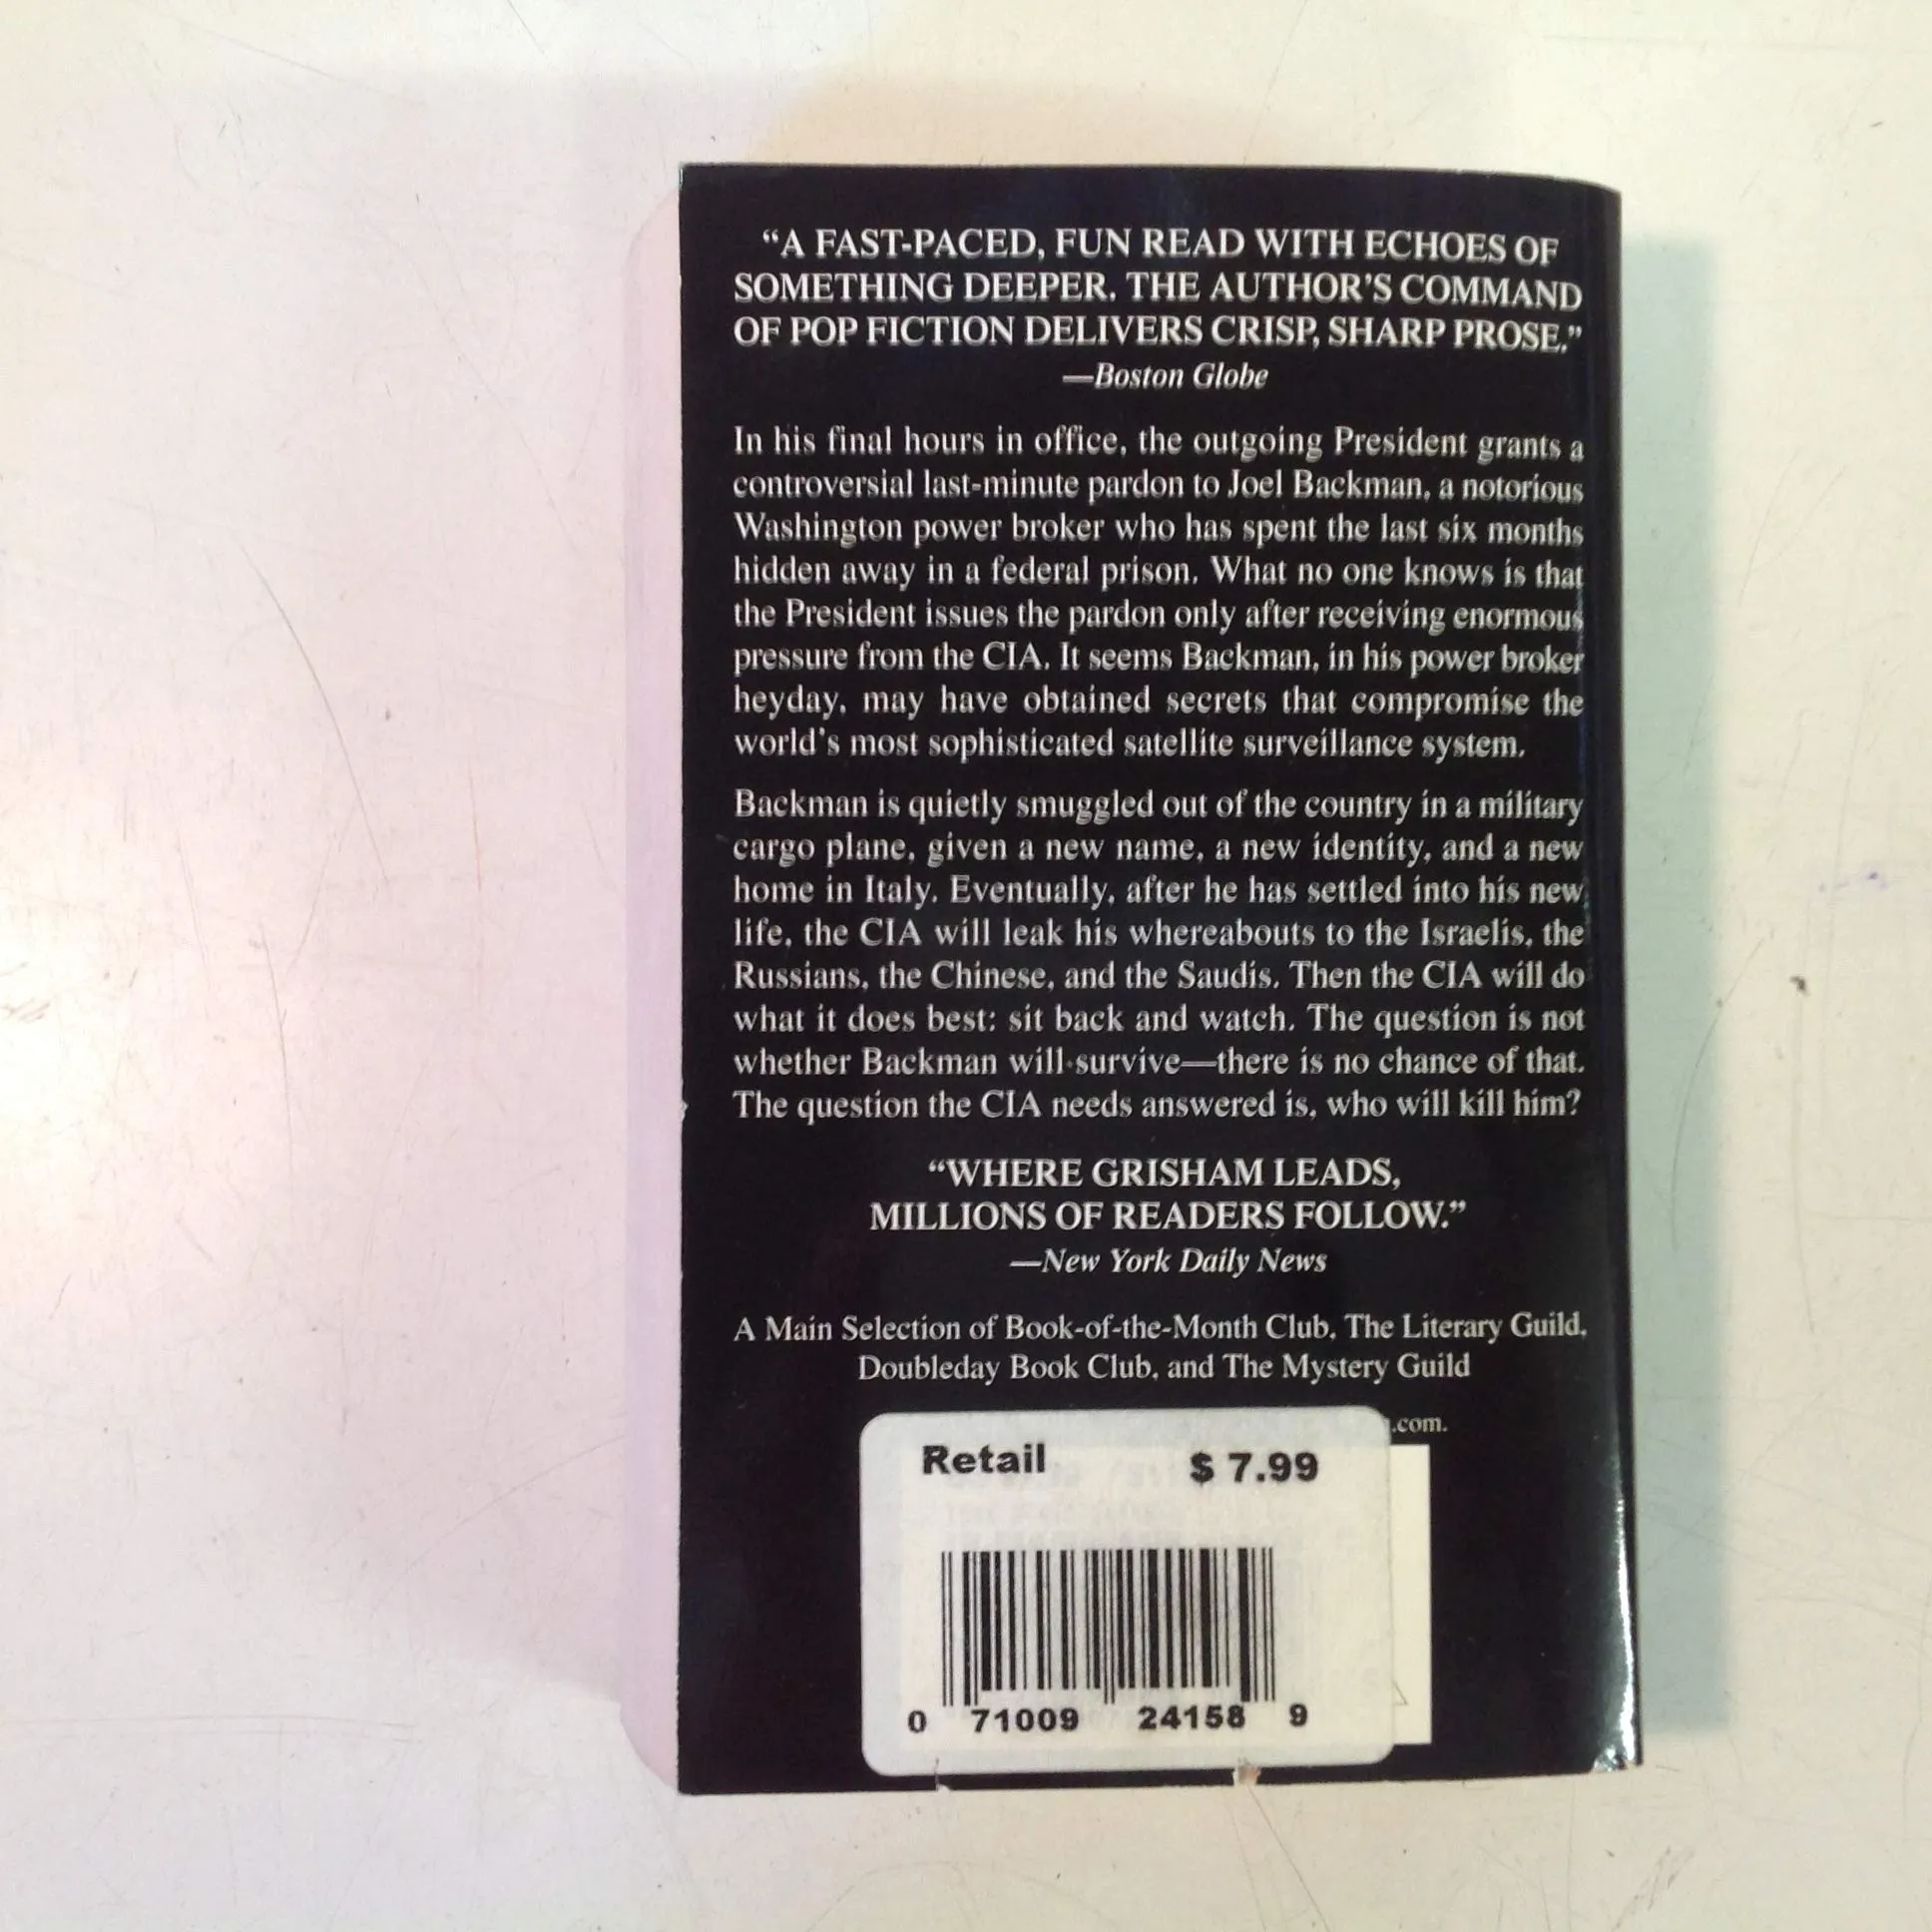 “A FAST-PACED, FUN READ WITH ECHOES OF
SOMETHING DEEPER. THE AUTHOR’S COMMAND
OF POP FICTION DELIVERS CRISP, SHARP PROSE.”
—Boston Globe
In his final hours in office, the outgoing President grants a
controversial last-minute pardon to Joel Backman, a notorious
Washington power broker who has spent the last six months
hidden away in a federal prison. What no one knows is that
the President issues the pardon only after receiving enormous
pressure from the CIA. It seems Backman, in his power broker
heyday, may have obtained secrets that compromise the
world’s most sophisticated satellite surveillance system.
Backman is quietly smuggled out of the country in a military
cargo plane, given a new name, a new identity, and a new
home in Italy. Eventually, after he has settled into his new
life, the CIA will leak his whereabouts to the Israelis, the
Russians, the Chinese, and the Saudis. Then the CIA will do
what it does best: sit back and watch. The question is not
whether Backman will survive—there is no chance of that.
The question the CIA needs answered is, who will kill him?
“WHERE GRISHAM LEADS,
MILLIONS OF READERS FOLLOW.”
—New York Daily News
A Main Selection of Book-of-the-Month Club, The Literary Guild,
Doubleday Book Club, and The Mystery Guild
.com.
Retail $ 7.99
0 71009 24158 9